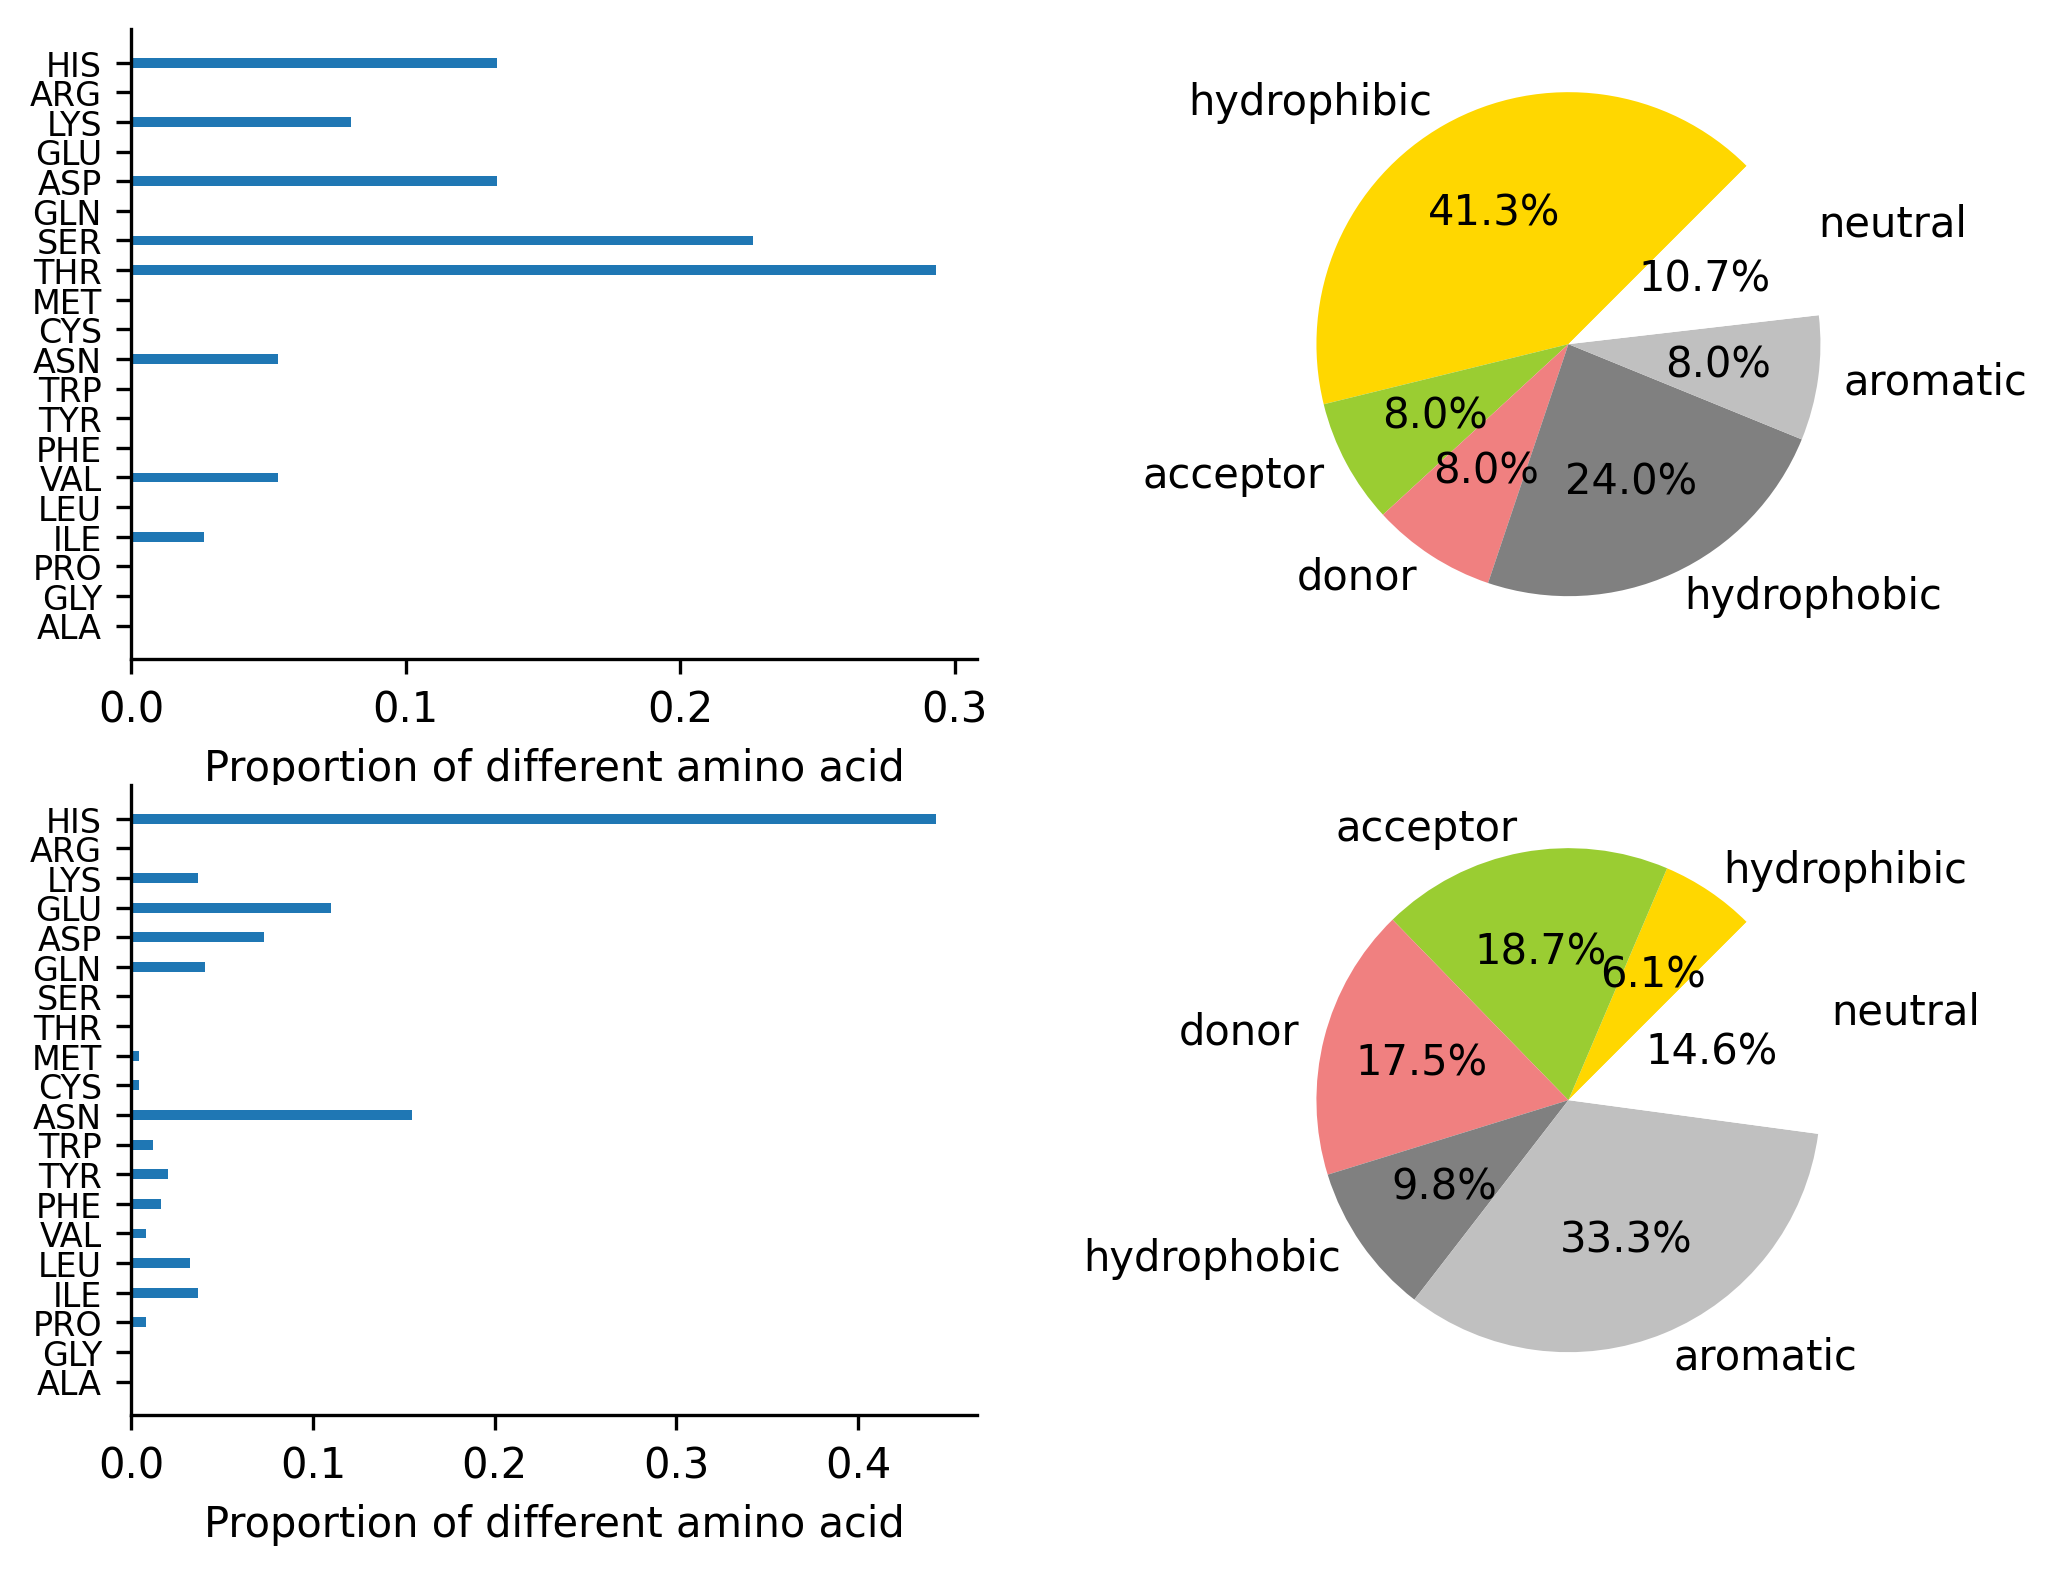 HIS
ARG
LYS
GLU
ASP
GLN
SER
THR
MET
CYS
ASN
TRP
TYR
PHE
VAL
LEU
ILE
PRO
GLY
ALA
0.0 0.1 0.2 0.3
Proportion of different amino acid
hydrophibic
neutral
41.3%
10.7%
8.0%
aromatic
8.0%
acceptor
8.0%
24.0%
donor
hydrophobic
HIS
ARG
LYS
GLU
ASP
GLN
SER
THR
MET
CYS
ASN
TRP
TYR
PHE
VAL
LEU
ILE
PRO
GLY
ALA
0.0 0.1 0.2 0.3 0.4
Proportion of different amino acid
acceptor
hydrophibic
18.7%
6.1%
neutral
donor
17.5%
14.6%
9.8%
33.3%
hydrophobic
aromatic